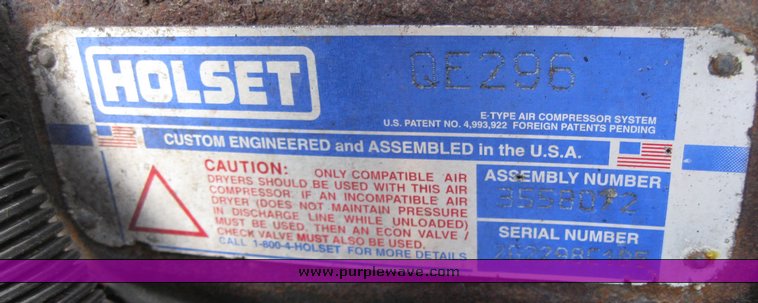 HOLSET
QE296
E-TYPE AIR COMPRESSOR SYSTEM
U.S. PATENT NO. 4,993,922 FOREIGN PATENTS PENDING
CUSTOM ENGINEERED and ASSEMBLED in the U.S.A.
CAUTION: ONLY COMPATIBLE AIR
DRYERS SHOULD BE USED WITH THIS AIR
COMPRESSOR. IF AN INCOMPATIBLE AIR
DRYER (DOES NOT MAINTAIN PRESSURE
IN DISCHARGE LINE WHILE UNLOADED)
MUST BE USED, THEN AN ECON VALVE /
CHECK VALVE MUST ALSO BE USED.
CALL 1-800-4-HOLSET FOR MORE DETAILS
ASSEMBLY NUMBER
SERIAL NUMBER
www.purplewave.com